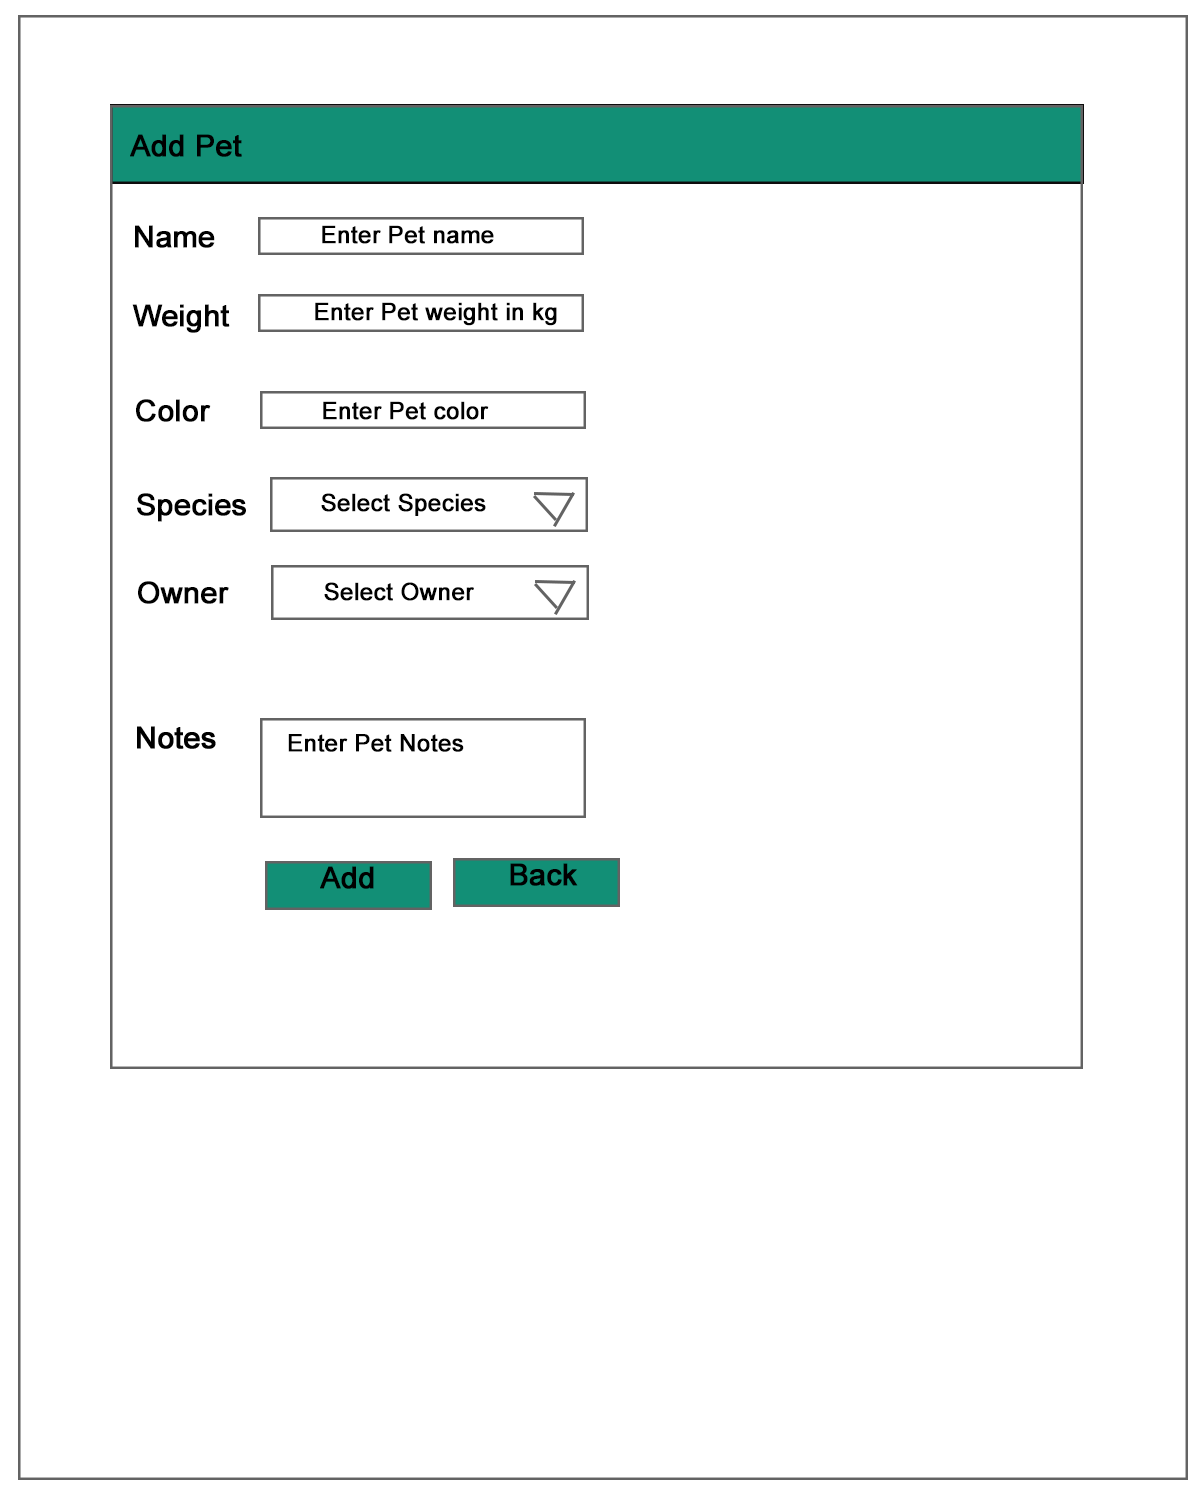 Add Pet
Name Enter Pet name
Weight Enter Pet weight in kg
Color Enter Pet color
Species Select Species
Owner Select Owner
Notes Enter Pet Notes
Add Back